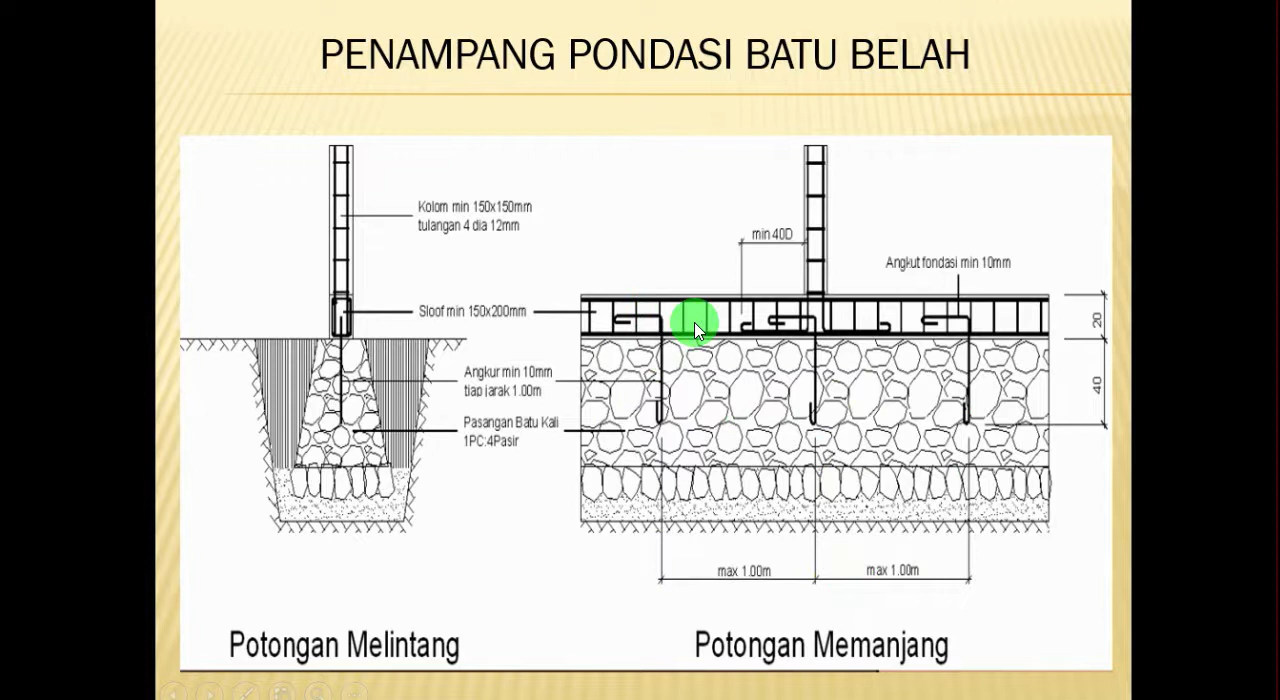 PENAMPANG PONDASI BATU BELAH
Kolom min 150x150mm
tulangan 4 dia 12mm
min 40D
Angkut fondasi min 10mm
Sloof min 150x200mm
20
Angkur min 10mm
tiap jarak 1.00m
40
Pasangan Batu Kali
1PC:4Pasir
max 1.00m
max 1.00m
Potongan Melintang
Potongan Memanjang